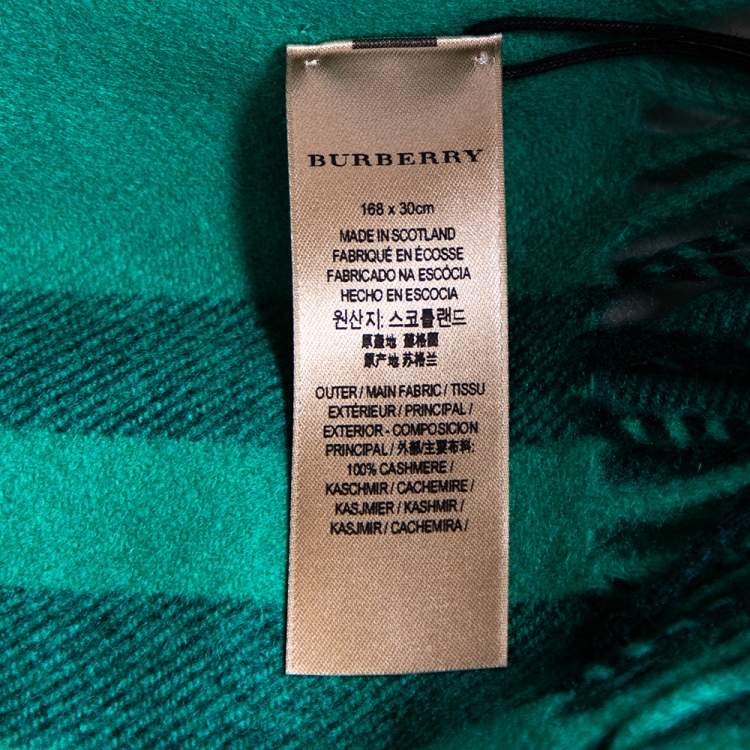 BURBERRY
168 x 30cm
MADE IN SCOTLAND
FABRIQUÉ EN ÉCOSSE
FABRICADO NA ESCÓCIA
HECHO EN ESCOCIA
원산지: 스코틀랜드
原產地 蘇格蘭
原产地 苏格兰
OUTER / MAIN FABRIC / TISSU
EXTÉRIEUR / PRINCIPAL /
EXTERIOR - COMPOSICION
PRINCIPAL / 外部/主要布料:
100% CASHMERE /
KASCHMIR / CACHEMIRE /
KASJMIER / KASHMIR /
KASJMIR / CACHEMIRA /